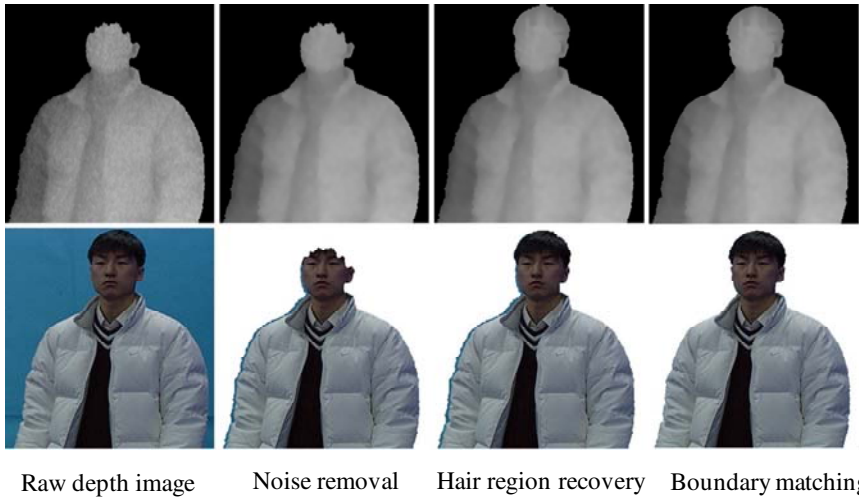 Raw depth image
Noise removal
Hair region recovery
Boundary matching